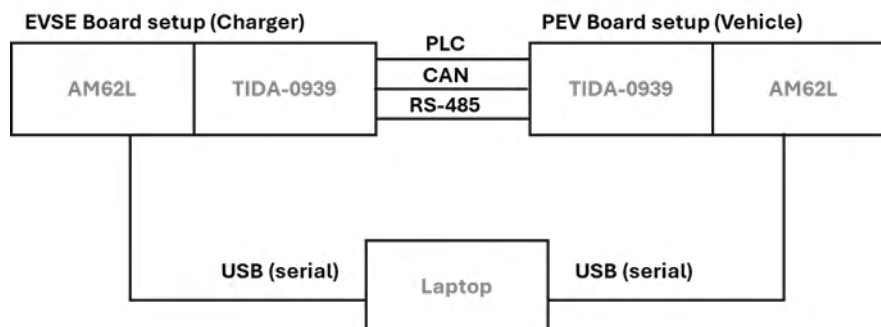 EVSE Board setup (Charger)
PEV Board setup (Vehicle)
PLC
AM62L
TIDA-0939
CAN
TIDA-0939
AM62L
RS-485
USB (serial)
USB (serial)
Laptop